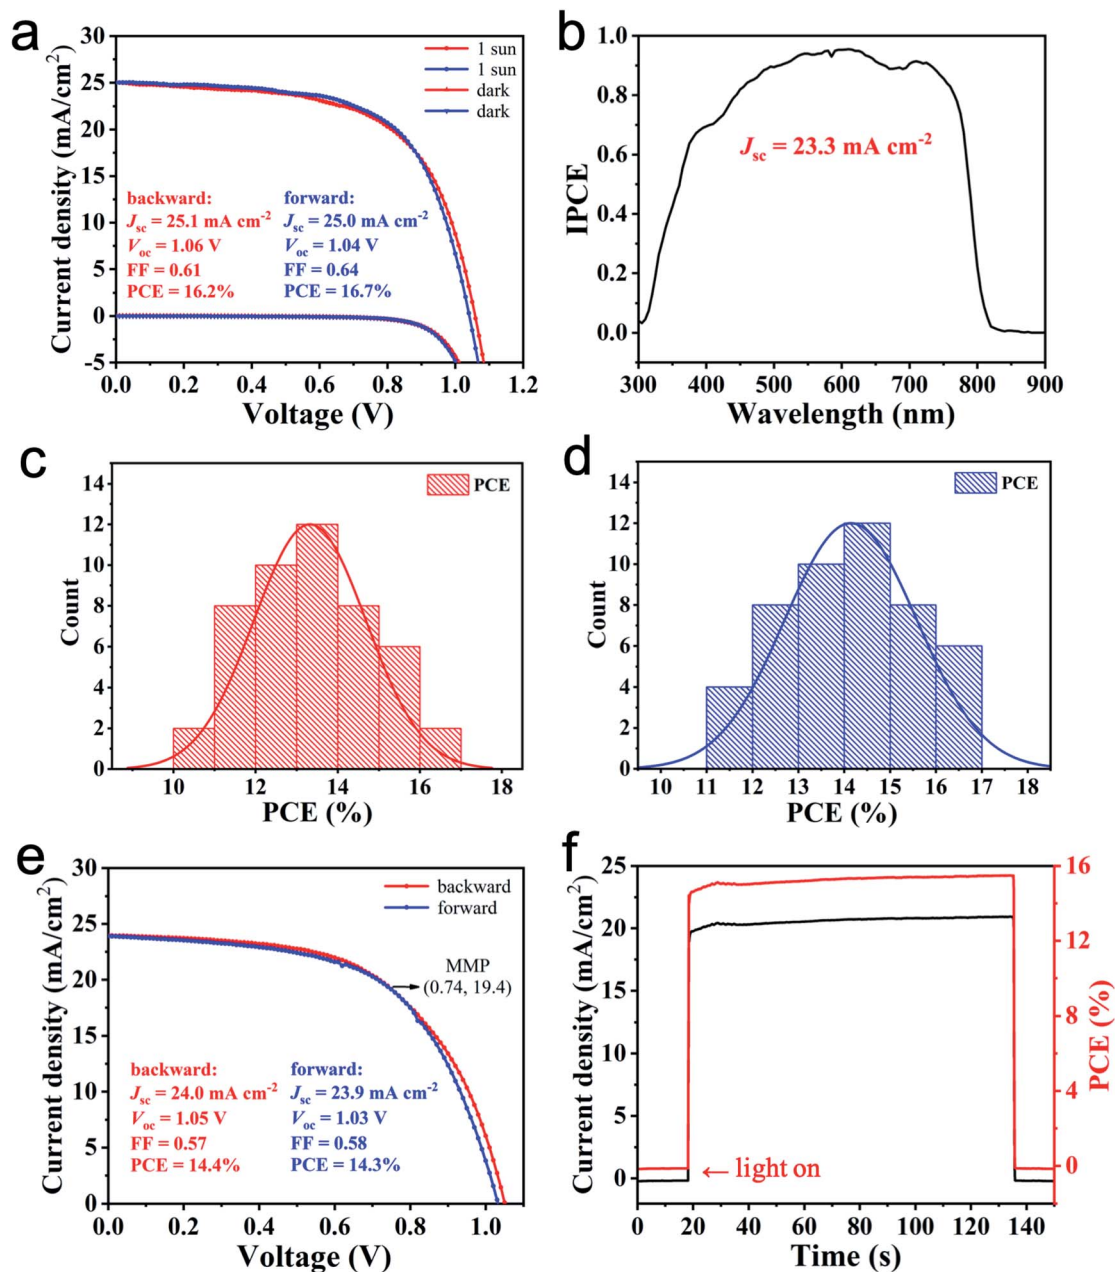 a
30
25
20
15
10
5
0
-5
Current density (mA/cm²)
1 sun
1 sun
dark
dark
backward:
Jsc = 25.1 mA cm⁻²
Voc = 1.06 V
FF = 0.61
PCE = 16.2%
forward:
Jsc = 25.0 mA cm⁻²
Voc = 1.04 V
FF = 0.64
PCE = 16.7%
0.0 0.2 0.4 0.6 0.8 1.0 1.2
Voltage (V)
b
1.0
0.8
0.6
0.4
0.2
0.0
IPCE
Jsc = 23.3 mA cm⁻²
300 400 500 600 700 800 900
Wavelength (nm)
c
14
12
10
8
6
4
2
0
Count
PCE
10 12 14 16 18
PCE (%)
d
14
12
10
8
6
4
2
0
Count
PCE
10 11 12 13 14 15 16 17 18
PCE (%)
e
30
25
20
15
10
5
0
Current density (mA/cm²)
backward
forward
MMP
(0.74, 19.4)
backward:
Jsc = 24.0 mA cm⁻²
Voc = 1.05 V
FF = 0.57
PCE = 14.4%
forward:
Jsc = 23.9 mA cm⁻²
Voc = 1.03 V
FF = 0.58
PCE = 14.3%
0.0 0.2 0.4 0.6 0.8 1.0
Voltage (V)
f
25
20
15
10
5
0
Current density (mA/cm²)
← light on
16
12
8
4
0
PCE (%)
0 20 40 60 80 100 120 140
Time (s)